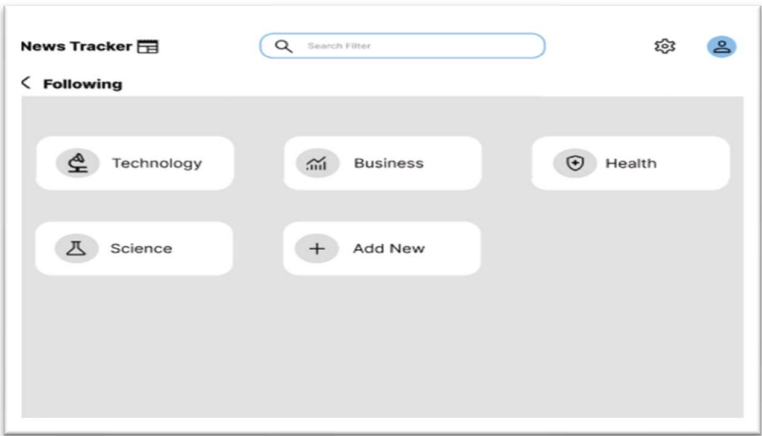 News Tracker
Search Filter
Following
Technology
Business
Health
Science
Add New